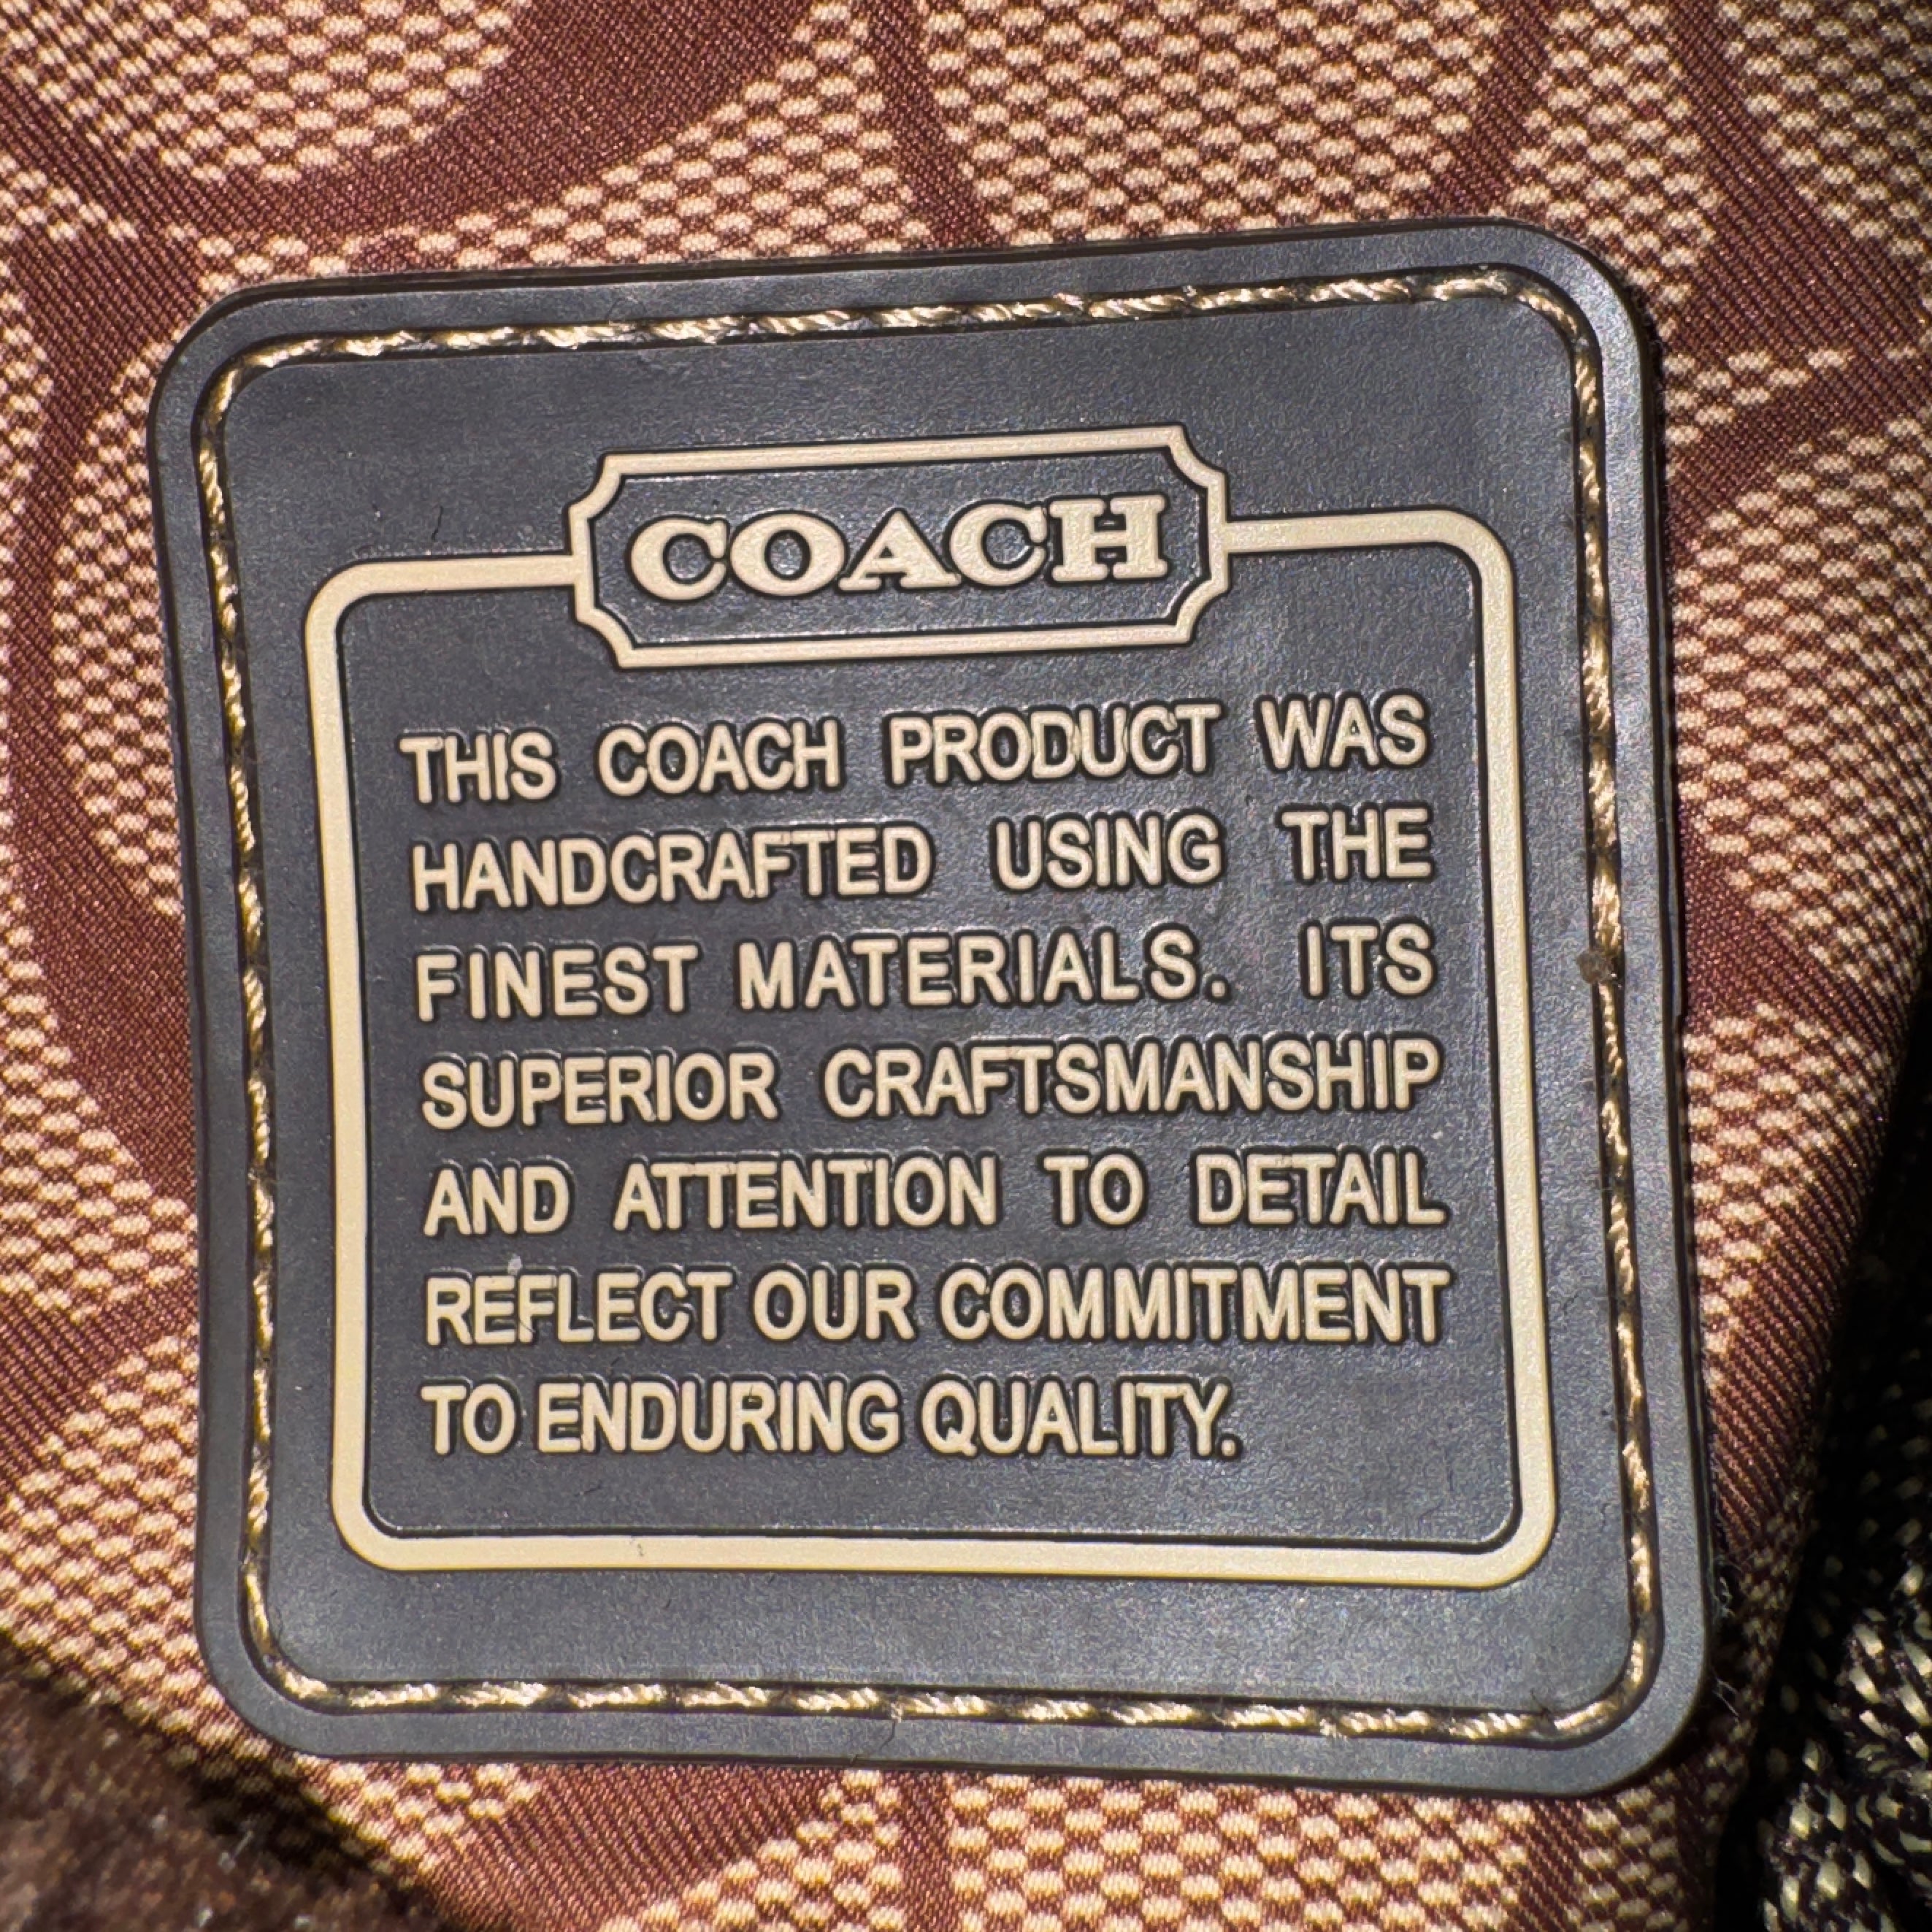 COACH
THIS COACH PRODUCT WAS
HANDCRAFTED USING THE
FINEST MATERIALS. ITS
SUPERIOR CRAFTSMANSHIP
AND ATTENTION TO DETAIL
REFLECT OUR COMMITMENT
TO ENDURING QUALITY.